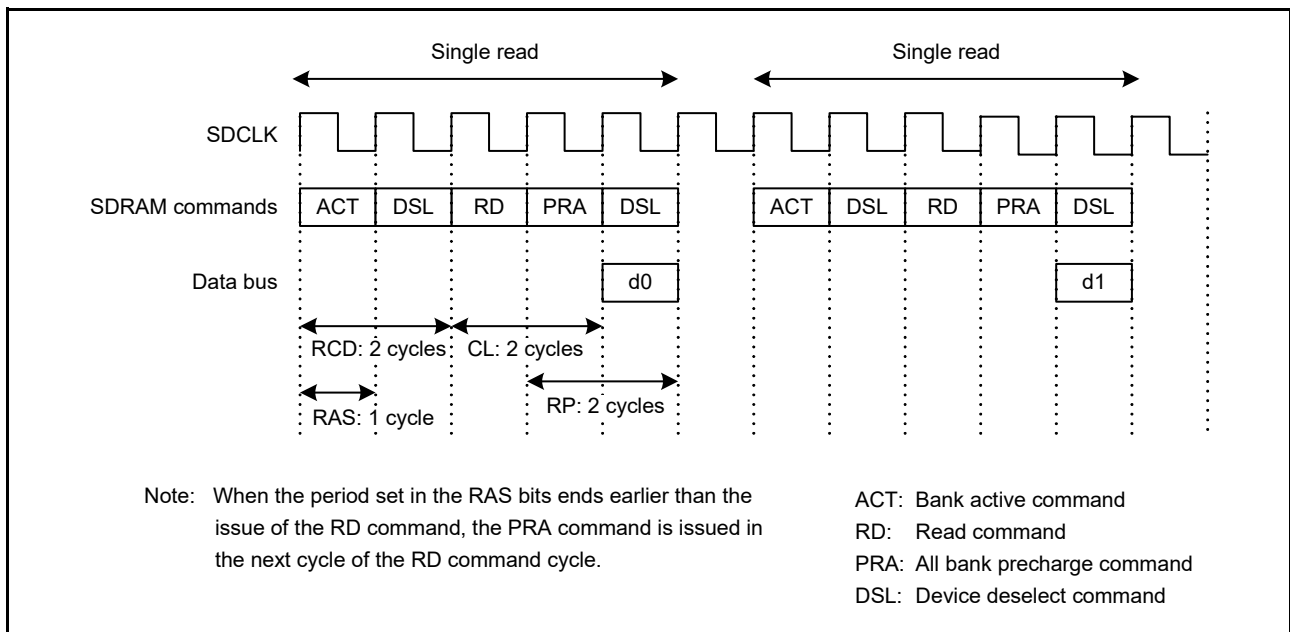 Single read Single read
SDCLK
SDRAM commands ACT DSL RD PRA DSL ACT DSL RD PRA DSL
Data bus d0 d1
RCD: 2 cycles CL: 2 cycles
RAS: 1 cycle RP: 2 cycles
Note: When the period set in the RAS bits ends earlier than the
issue of the RD command, the PRA command is issued in
the next cycle of the RD command cycle.
ACT: Bank active command
RD: Read command
PRA: All bank precharge command
DSL: Device deselect command